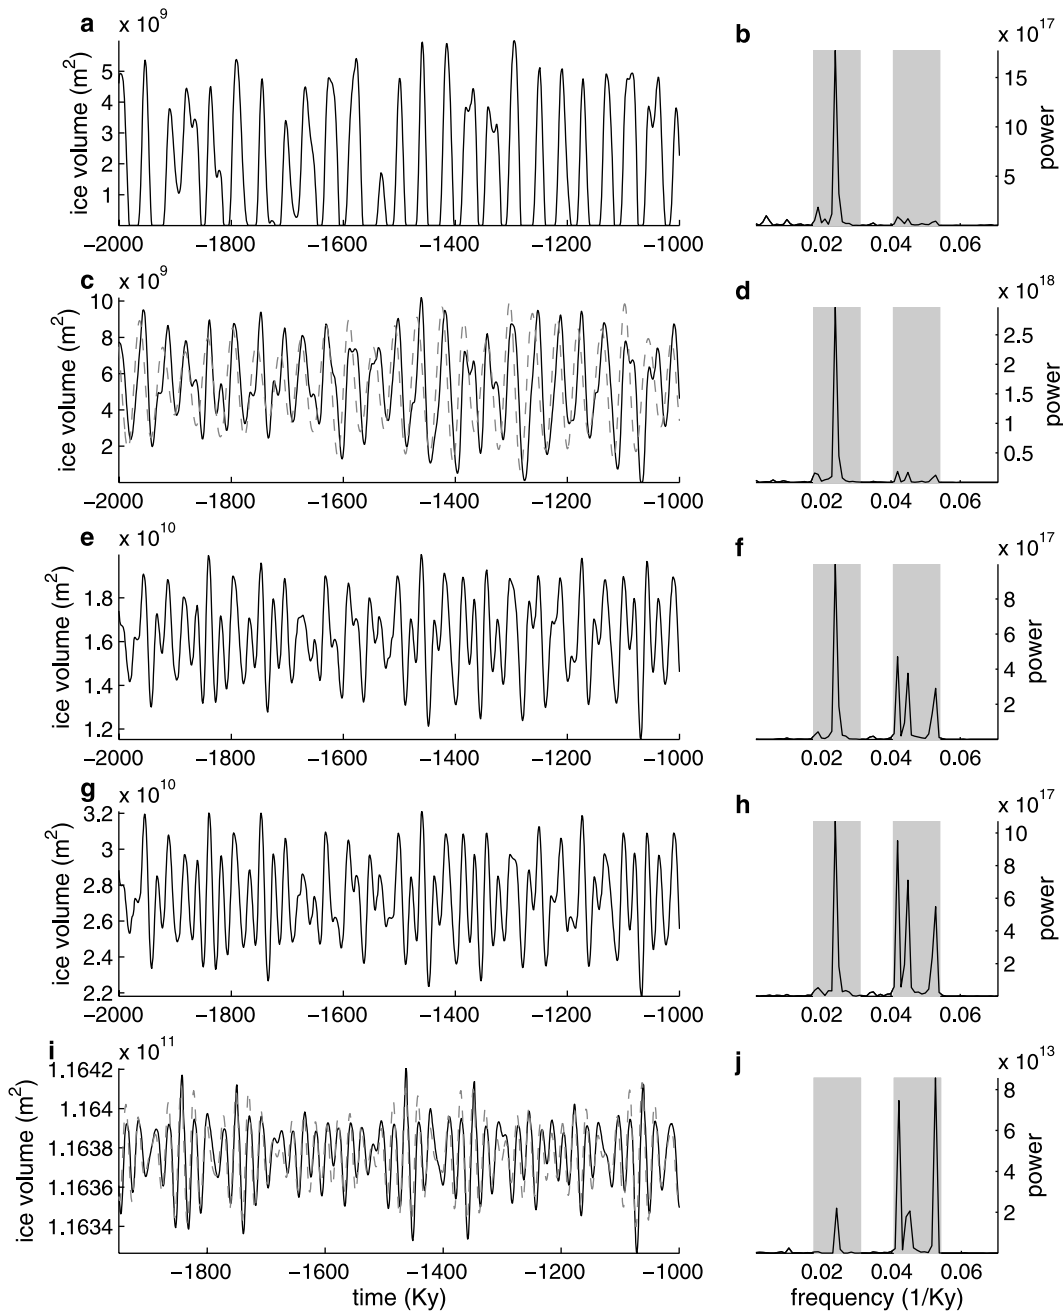 a
x 10^9
ice volume (m^2)
5
4
3
2
1
−2000 −1800 −1600 −1400 −1200 −1000
b
x 10^17
15
10
5
power
0.02 0.04 0.06
c
x 10^9
ice volume (m^2)
10
8
6
4
2
−2000 −1800 −1600 −1400 −1200 −1000
d
x 10^18
2.5
2
1.5
1
0.5
power
0.02 0.04 0.06
e
x 10^10
ice volume (m^2)
1.8
1.6
1.4
1.2
−2000 −1800 −1600 −1400 −1200 −1000
f
x 10^17
8
6
4
2
power
0.02 0.04 0.06
g
x 10^10
ice volume (m^2)
3.2
3
2.8
2.6
2.4
2.2
−2000 −1800 −1600 −1400 −1200 −1000
h
x 10^17
10
8
6
4
2
power
0.02 0.04 0.06
i
x 10^11
ice volume (m^2)
1.1642
1.164
1.1638
1.1636
1.1634
−1800 −1600 −1400 −1200 −1000
time (Ky)
j
x 10^13
8
6
4
2
power
0.02 0.04 0.06
frequency (1/Ky)